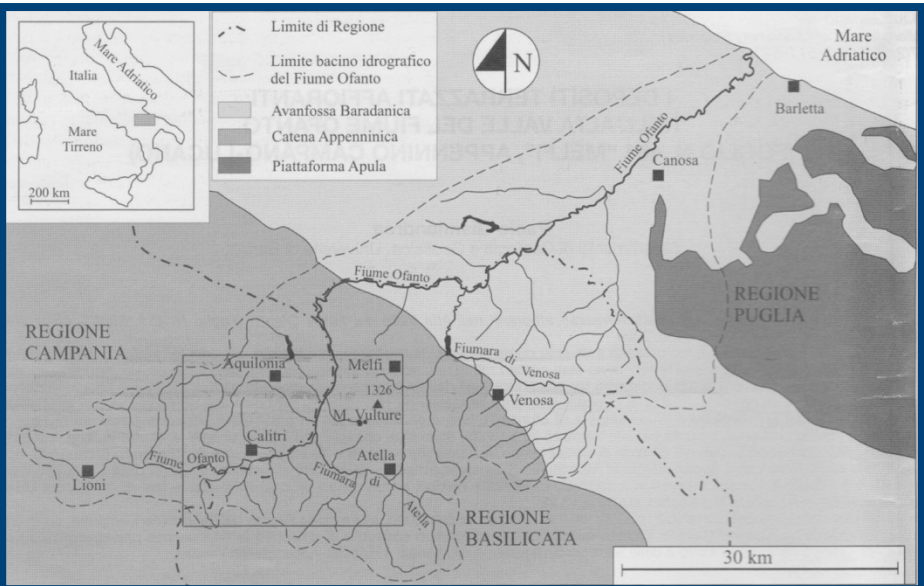 Italia
Mare Adriatico
Mare
Tirreno
200 km
Limite di Regione
Limite bacino idrografico
del Fiume Ofanto
Fossa Bradanica
Catena Appenninica
Piattaforma Apula
N
Mare
Adriatico
Barletta
Fiume Ofanto
Canosa
Fiume Ofanto
REGIONE
PUGLIA
REGIONE
CAMPANIA
Aquilonia
Melfi
Fiumara di Venosa
1326
M. Vulture
Venosa
Calitri
Atella
Lioni
Fiume Ofanto
Fiumara di Atella
REGIONE
BASILICATA
30 km